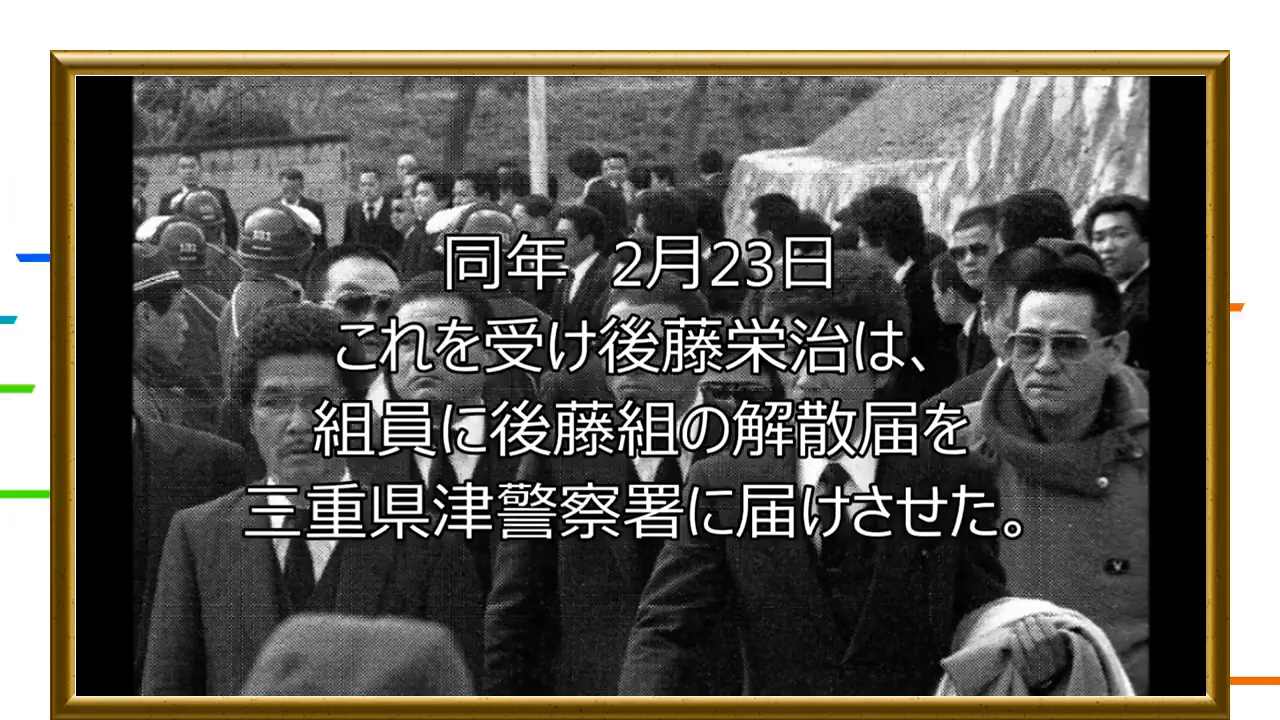 同年　2月23日
これを受け後藤栄治は、
組員に後藤組の解散届を
三重県津警察署に届けさせた。